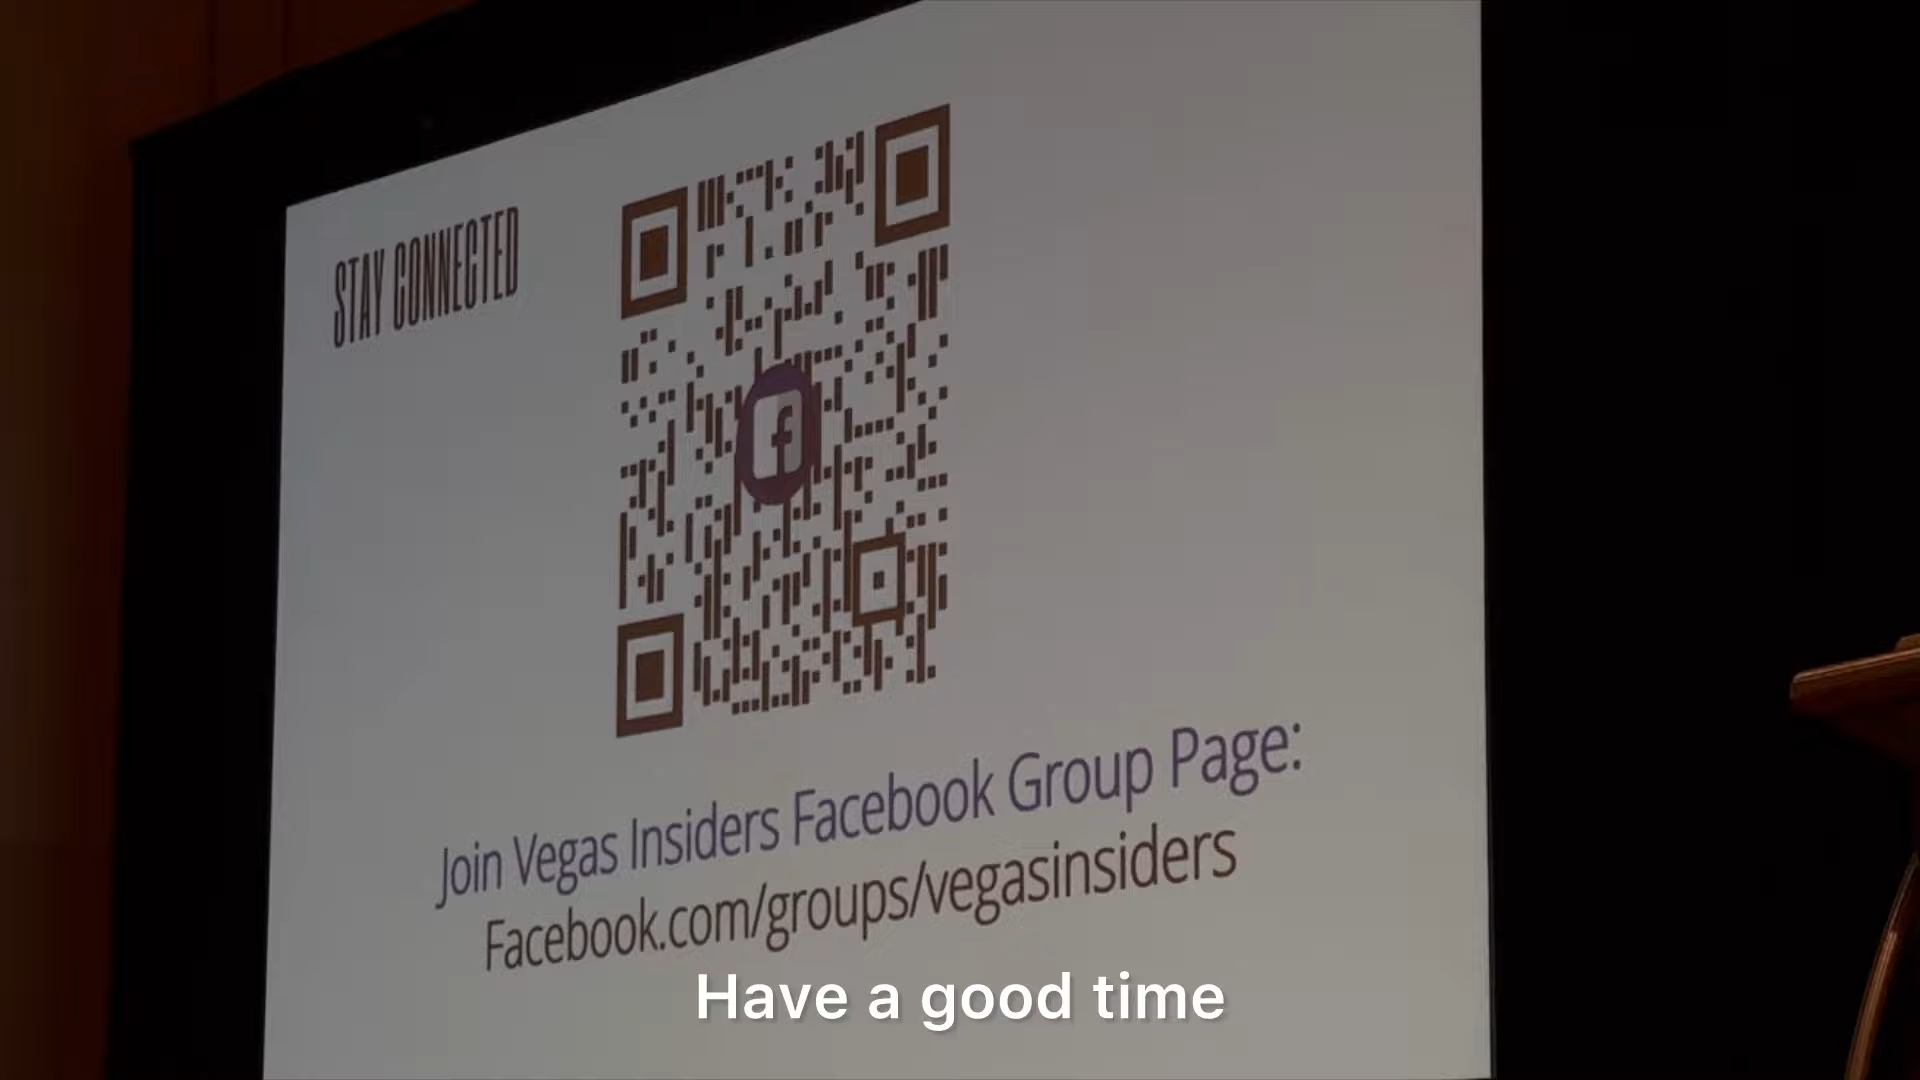 STAY CONNECTED
Join Vegas Insiders Facebook Group Page:
Facebook.com/groups/vegasinsiders
Have a good time